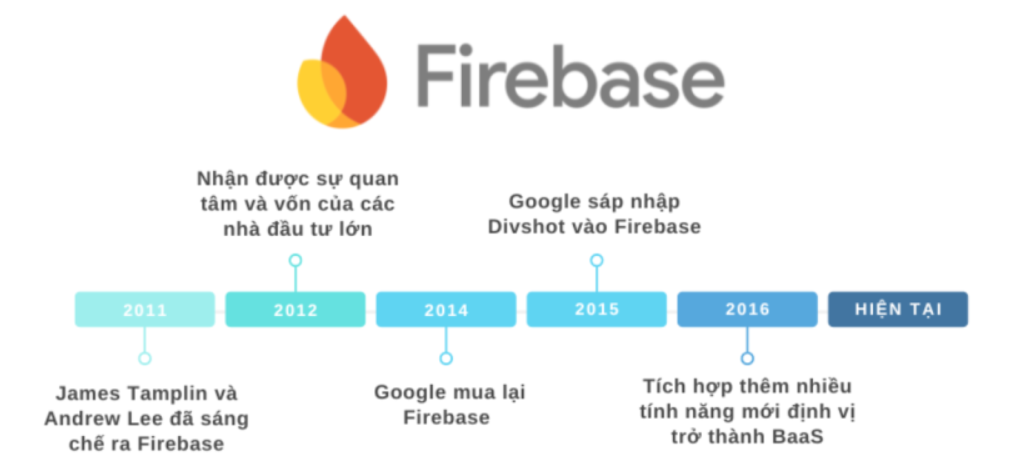 Firebase
Nhận được sự quan
tâm và vốn của các
nhà đầu tư lớn
Google sáp nhập
Divshot vào Firebase
2011
2012
2014
2015
2016
HIỆN TẠI
James Tamplin và
Andrew Lee đã sáng
chế ra Firebase
Google mua lại
Firebase
Tích hợp thêm nhiều
tính năng mới định vị
trở thành BaaS